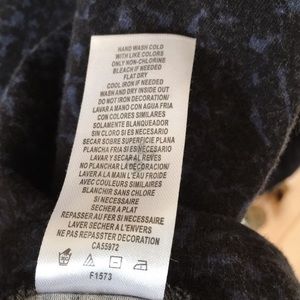 HAND WASH COLD
WITH LIKE COLORS
ONLY NON-CHLORINE
BLEACH IF NEEDED
FLAT DRY
COOL IRON IF NEEDED
WASH AND DRY INSIDE OUT
DO NOT IRON DECORATION/
LAVAR A MANO CON AGUA FRIA
CON COLORES SIMILARES
SOLAMENTE BLANQUEADOR
SIN CLORO SI ES NECESARIO
SECAR SOBRE SUPERFICIE PLANA
PLANCHA FRIA SI ES NECESARIO
LAVAR Y SECAR AL REVES
NO PLANCHE LA DECORACION/
LAVER A LA MAIN L'EAU FROIDE
AVEC COULEURS SIMILAIRES
BLANCHIR SANS CHLORE
SI NECESSAIRE
SECHER A PLAT
REPASSER AU FER SI NECESSAIRE
LAVER SECHER A L'ENVERS
NE PAS REPASSTER DECORATION
CA55972
F1573